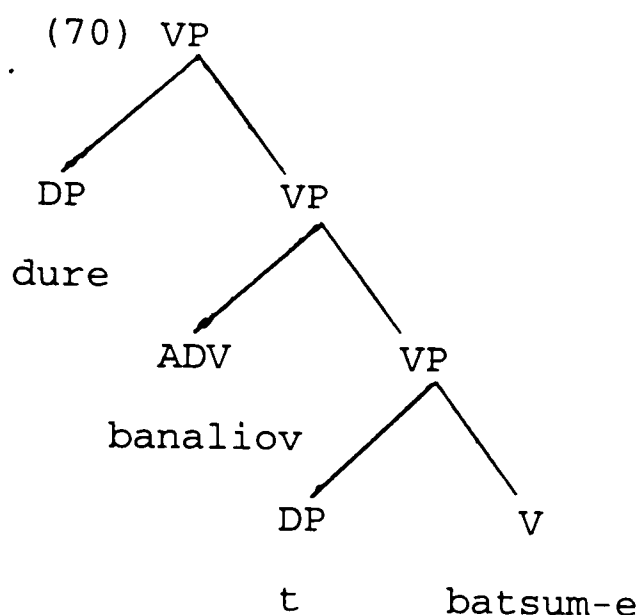 (70) VP
DP VP
dure
ADV VP
banaliov
DP V
t batsum-e